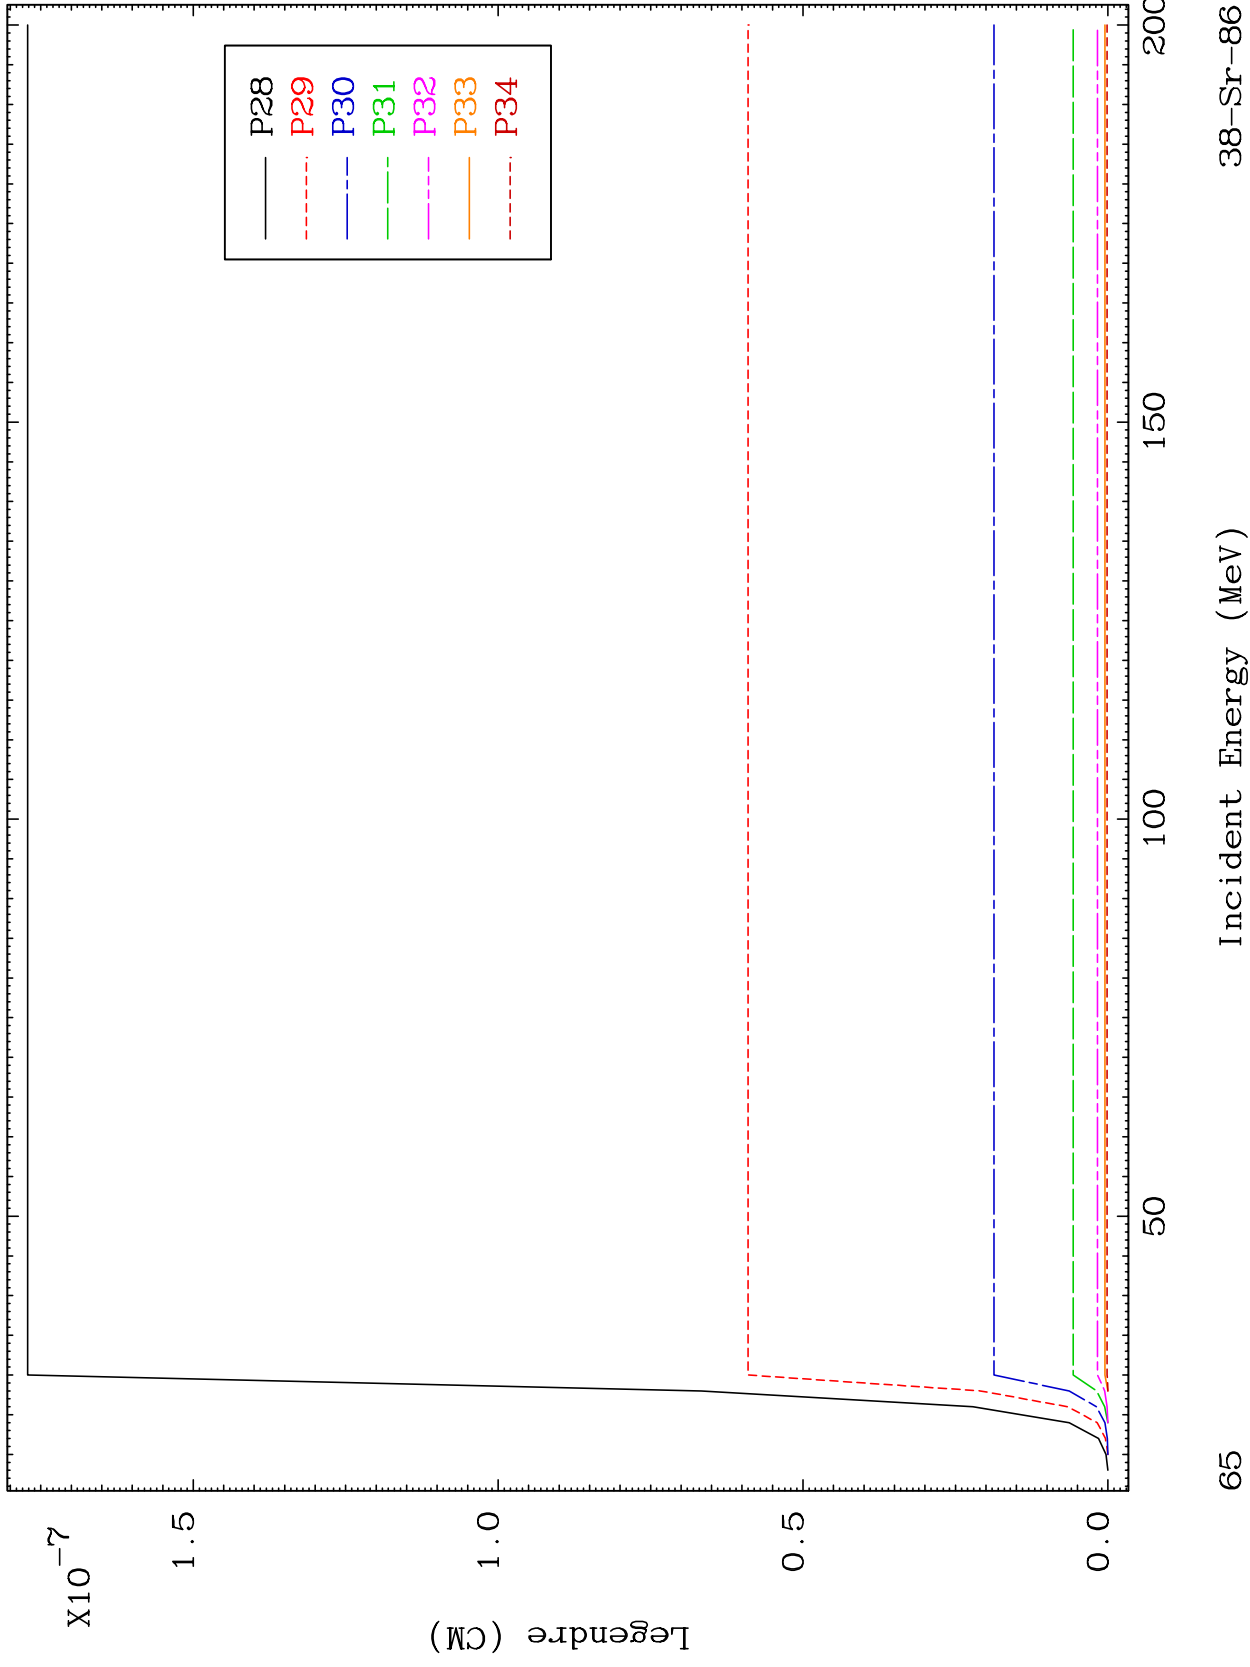 X10-7
1.5
1.0
0.5
0.0
Legendre (CM)
P28
P29
P30
P31
P32
P33
P34
50
100
150
200
Incident Energy (MeV)
65
38-Sr-86